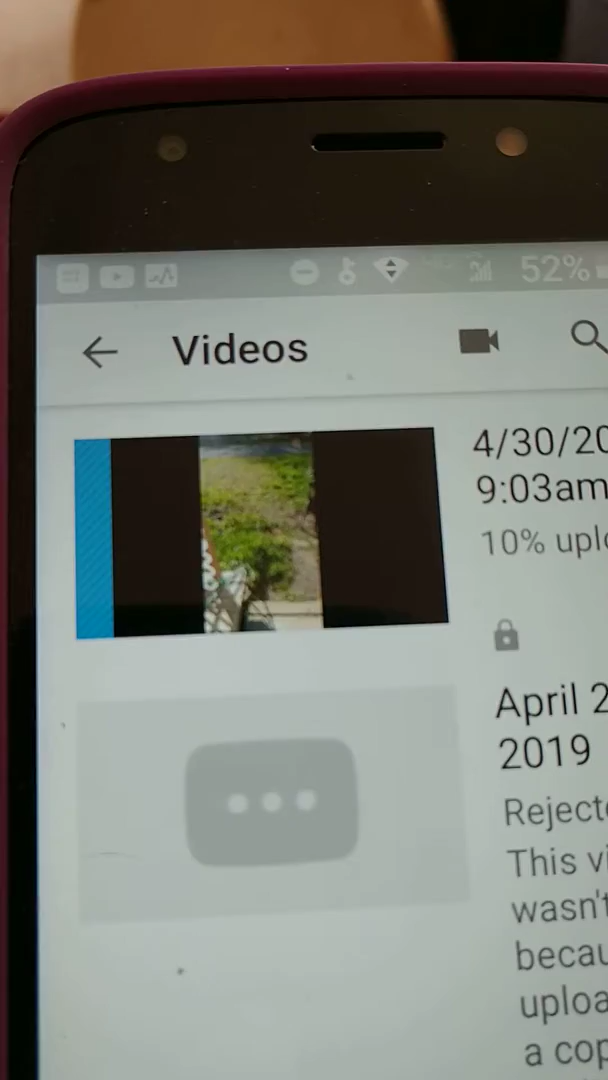 52%
Videos
4/30/20
9:03am
10% uplo
April 2
2019
Rejecte
This vi
wasn't
becau
uploa
a cop